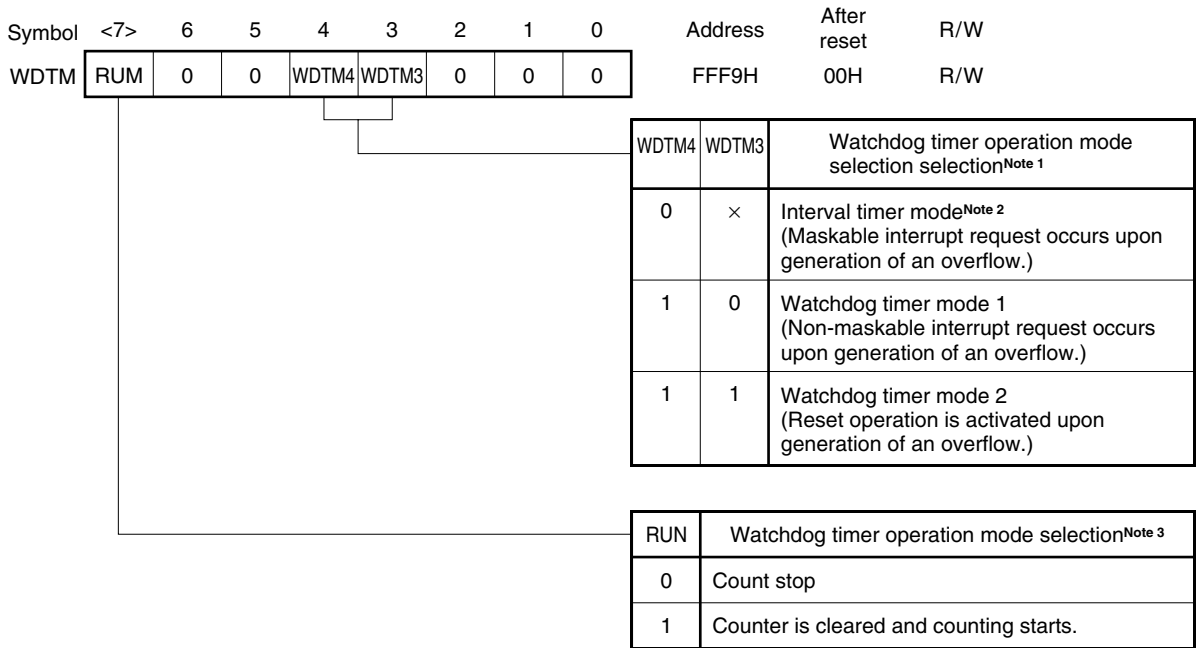 Symbol <7> 6 5 4 3 2 1 0 Address After reset R/W
WDTM RUM 0 0 WDTM4 WDTM3 0 0 0 FFF9H 00H R/W
WDTM4 WDTM3 Watchdog timer operation mode
selection selectionNote 1
0 × Interval timer modeNote 2
(Maskable interrupt request occurs upon
generation of an overflow.)
1 0 Watchdog timer mode 1
(Non-maskable interrupt request occurs
upon generation of an overflow.)
1 1 Watchdog timer mode 2
(Reset operation is activated upon
generation of an overflow.)
RUN Watchdog timer operation mode selectionNote 3
0 Count stop
1 Counter is cleared and counting starts.